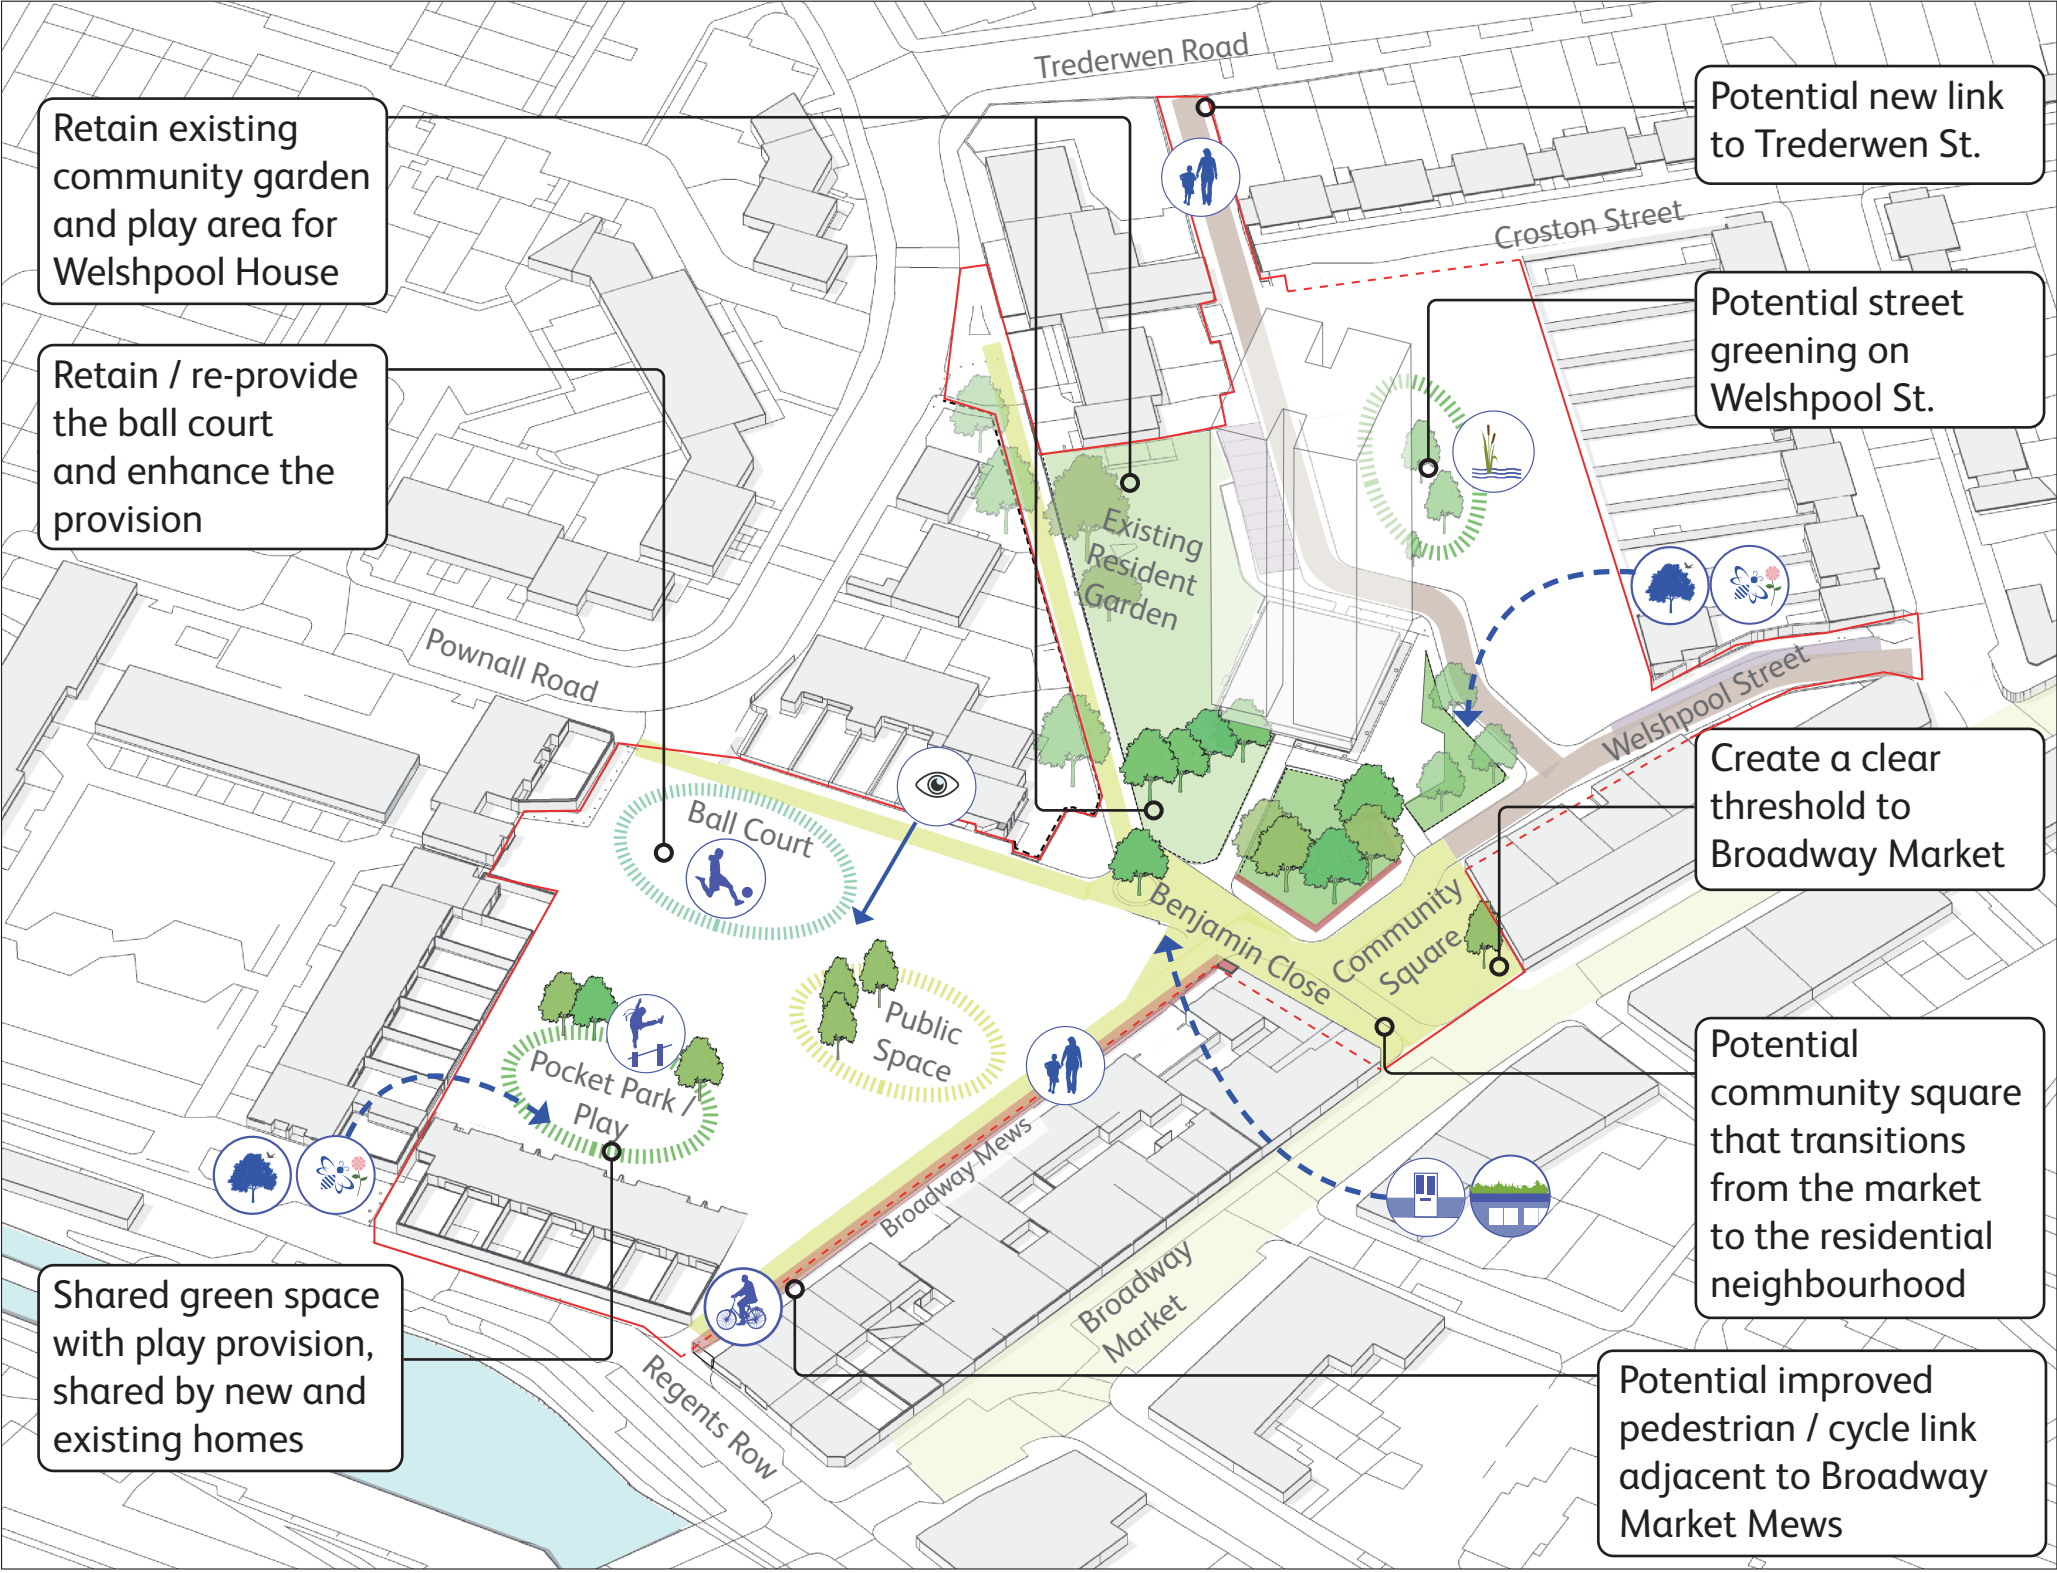 Trederwen Road
Retain existing
community garden
and play area for
Welshpool House
Potential new link
to Trederwen St.
Croston Street
Potential street
greening on
Welshpool St.
Retain / re-provide
the ball court
and enhance the
provision
Existing
Resident
Garden
Pownall Road
Welshpool Street
Create a clear
threshold to
Broadway Market
Ball Court
Benjamin Close
Community
Square
Public
Space
Pocket Park /
Play
Potential
community square
that transitions
from the market
to the residential
neighbourhood
Broadway Mews
Broadway
Market
Shared green space
with play provision,
shared by new and
existing homes
Regents Row
Potential improved
pedestrian / cycle link
adjacent to Broadway
Market Mews